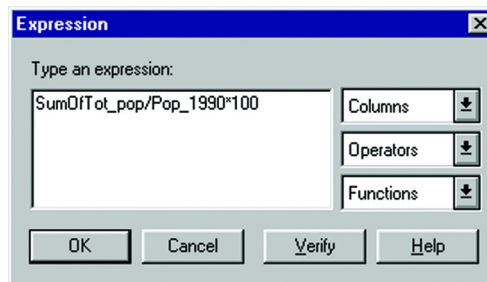 Expression
Type an expression:
SumOfTot_pop/Pop_1990*100
Columns
Operators
Functions
OK Cancel Verify Help